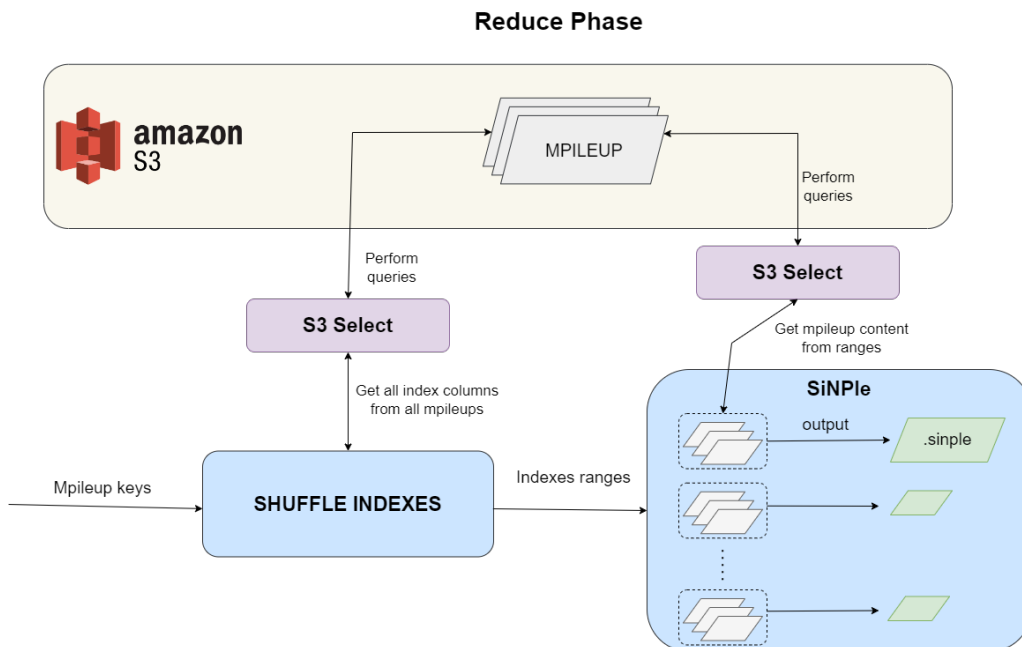 Reduce Phase
amazon
S3
MPILEUP
Perform
queries
Perform
queries
S3 Select
S3 Select
Get mpileup content
from ranges
Get all index columns
from all mpileups
SiNPle
output
.sinple
Mpileup keys
SHUFFLE INDEXES
Indexes ranges